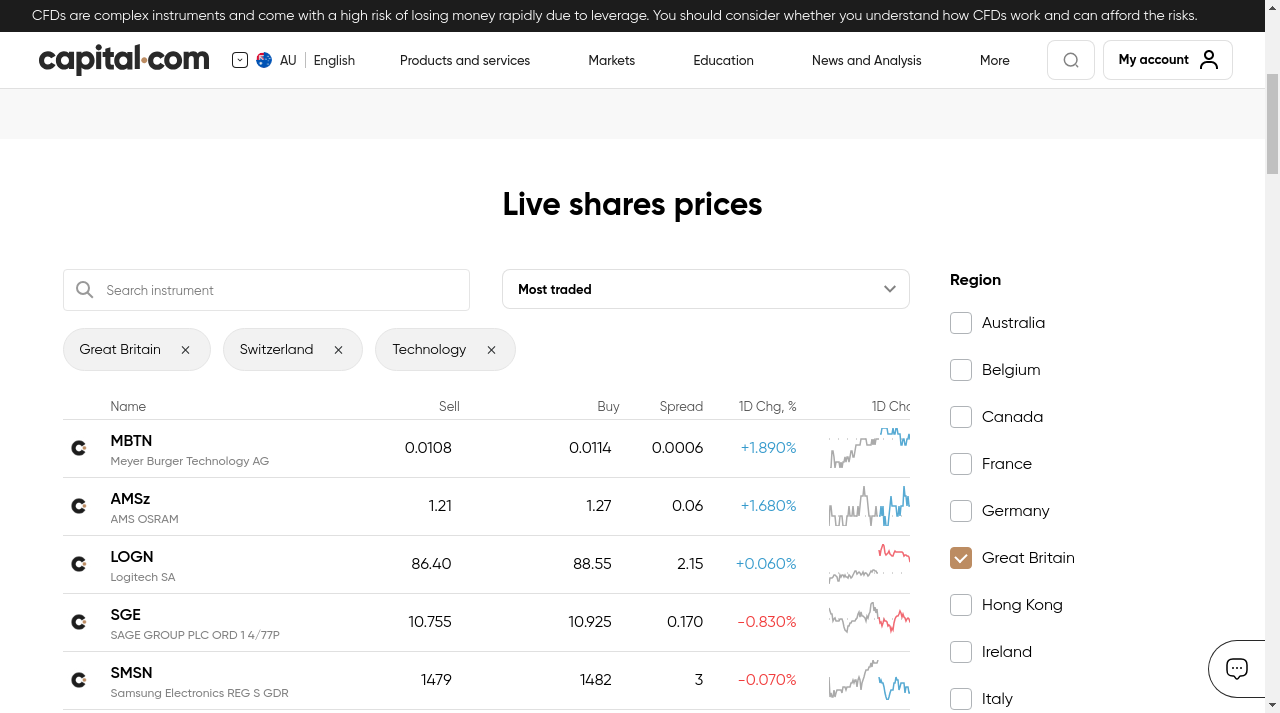 CFDs are complex instruments and come with a high risk of losing money rapidly due to leverage. You should consider whether you understand how CFDs work and can afford the risks.
capital.com AU English Products and services Markets Education News and Analysis More My account
Live shares prices
Search instrument Most traded
Great Britain Switzerland Technology
Name Sell Buy Spread 1D Chg, % 1D Cha
MBTN 0.0108 0.0114 0.0006 +1.890%
Meyer Burger Technology AG
AMSz 1.21 1.27 0.06 +1.680%
AMS OSRAM
LOGN 86.40 88.55 2.15 +0.060%
Logitech SA
SGE 10.755 10.925 0.170 -0.830%
SAGE GROUP PLC ORD 1 4/77P
SMSN 1479 1482 3 -0.070%
Samsung Electronics REG S GDR
Region
Australia
Belgium
Canada
France
Germany
Great Britain
Hong Kong
Ireland
Italy